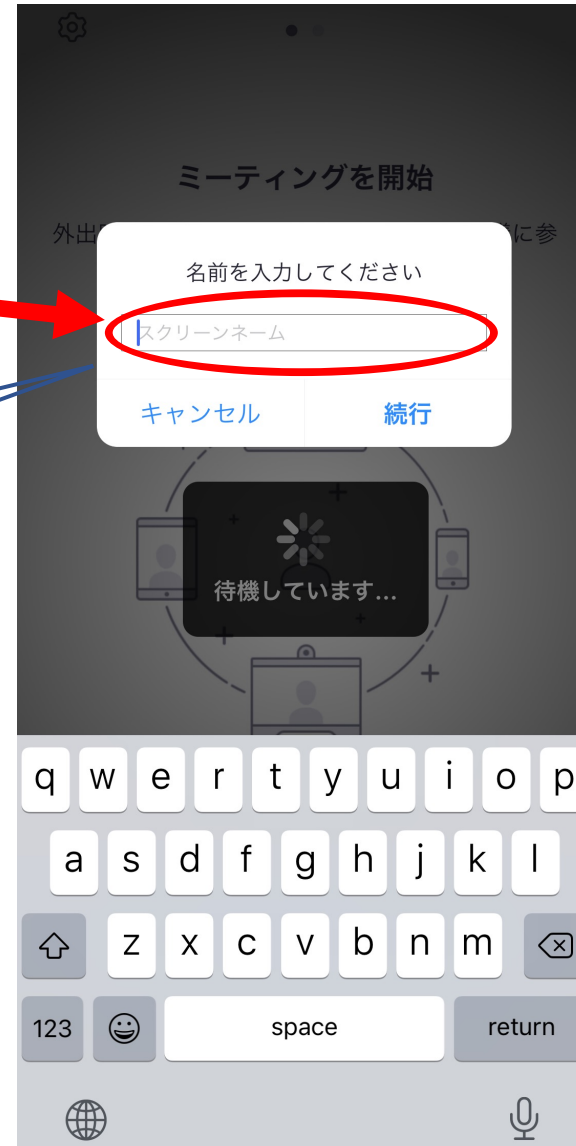 ミーティングを開始
外出
に参
名前を入力してください
スクリーンネーム
キャンセル 続行
待機しています...
q w e r t y u i o p
a s d f g h j k l
z x c v b n m
123 space return